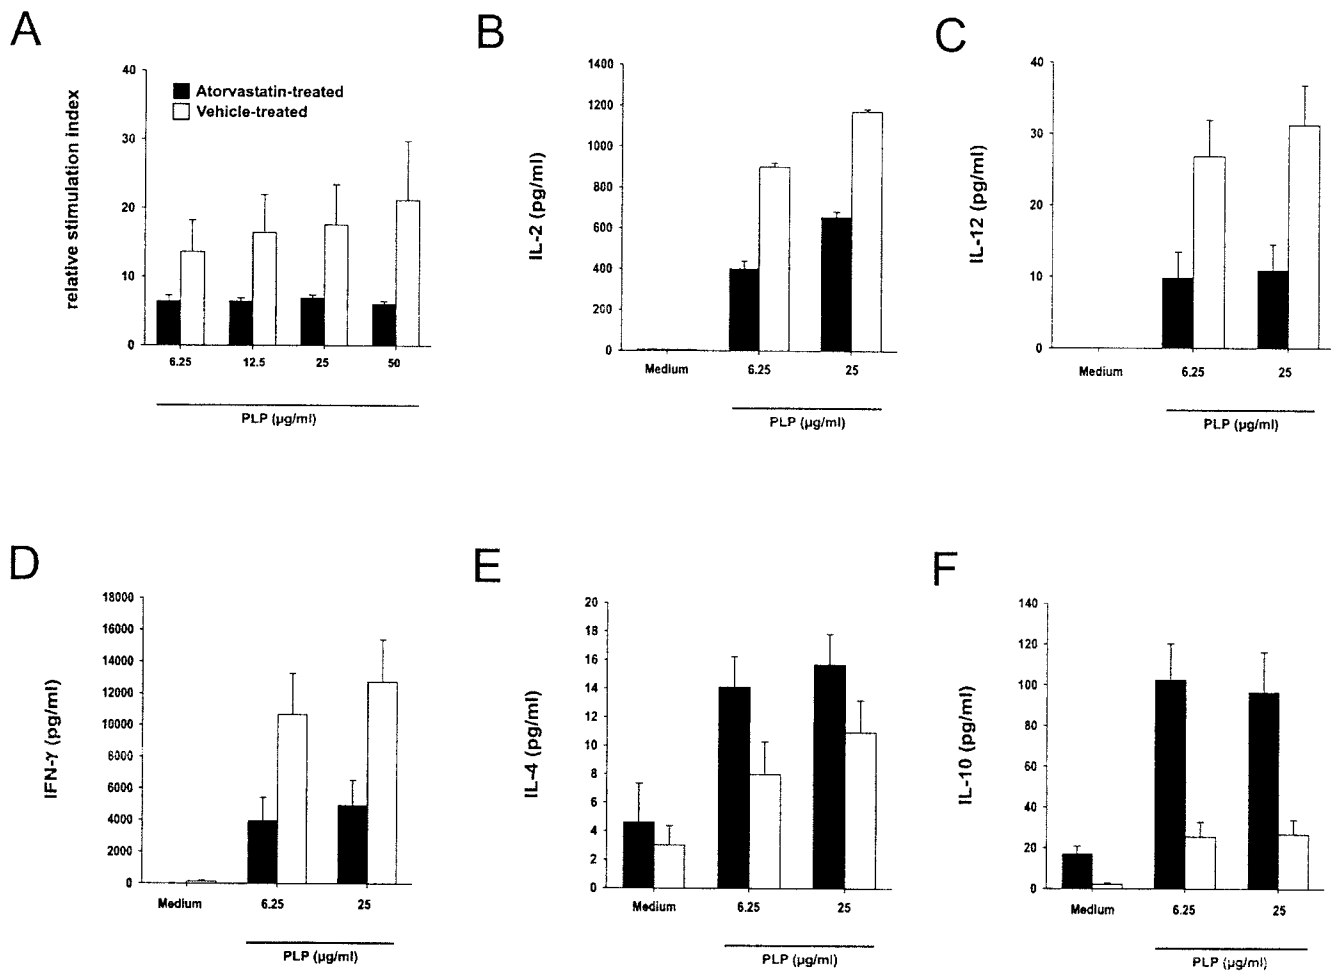 A
relative stimulation index
40
30
20
10
0
Atorvastatin-treated
Vehicle-treated
6.25 12.5 25 50
PLP (µg/ml)
B
IL-2 (pg/ml)
1400
1200
1000
800
600
400
200
0
Medium 6.25 25
PLP (µg/ml)
C
IL-12 (pg/ml)
40
30
20
10
0
Medium 6.25 25
PLP (µg/ml)
D
IFN-γ (pg/ml)
18000
16000
14000
12000
10000
8000
6000
4000
2000
0
Medium 6.25 25
PLP (µg/ml)
E
IL-4 (pg/ml)
20
18
16
14
12
10
8
6
4
2
0
Medium 6.25 25
PLP (µg/ml)
F
IL-10 (pg/ml)
140
120
100
80
60
40
20
0
Medium 6.25 25
PLP (µg/ml)